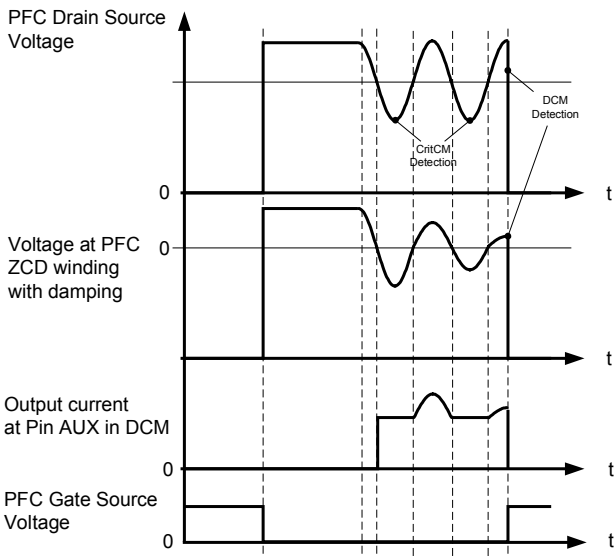 PFC Drain Source
Voltage
DCM
Detection
CritCM
Detection
0
t
Voltage at PFC
ZCD winding
with damping
0
t
Output current
at Pin AUX in DCM
0
t
PFC Gate Source
Voltage
0
t